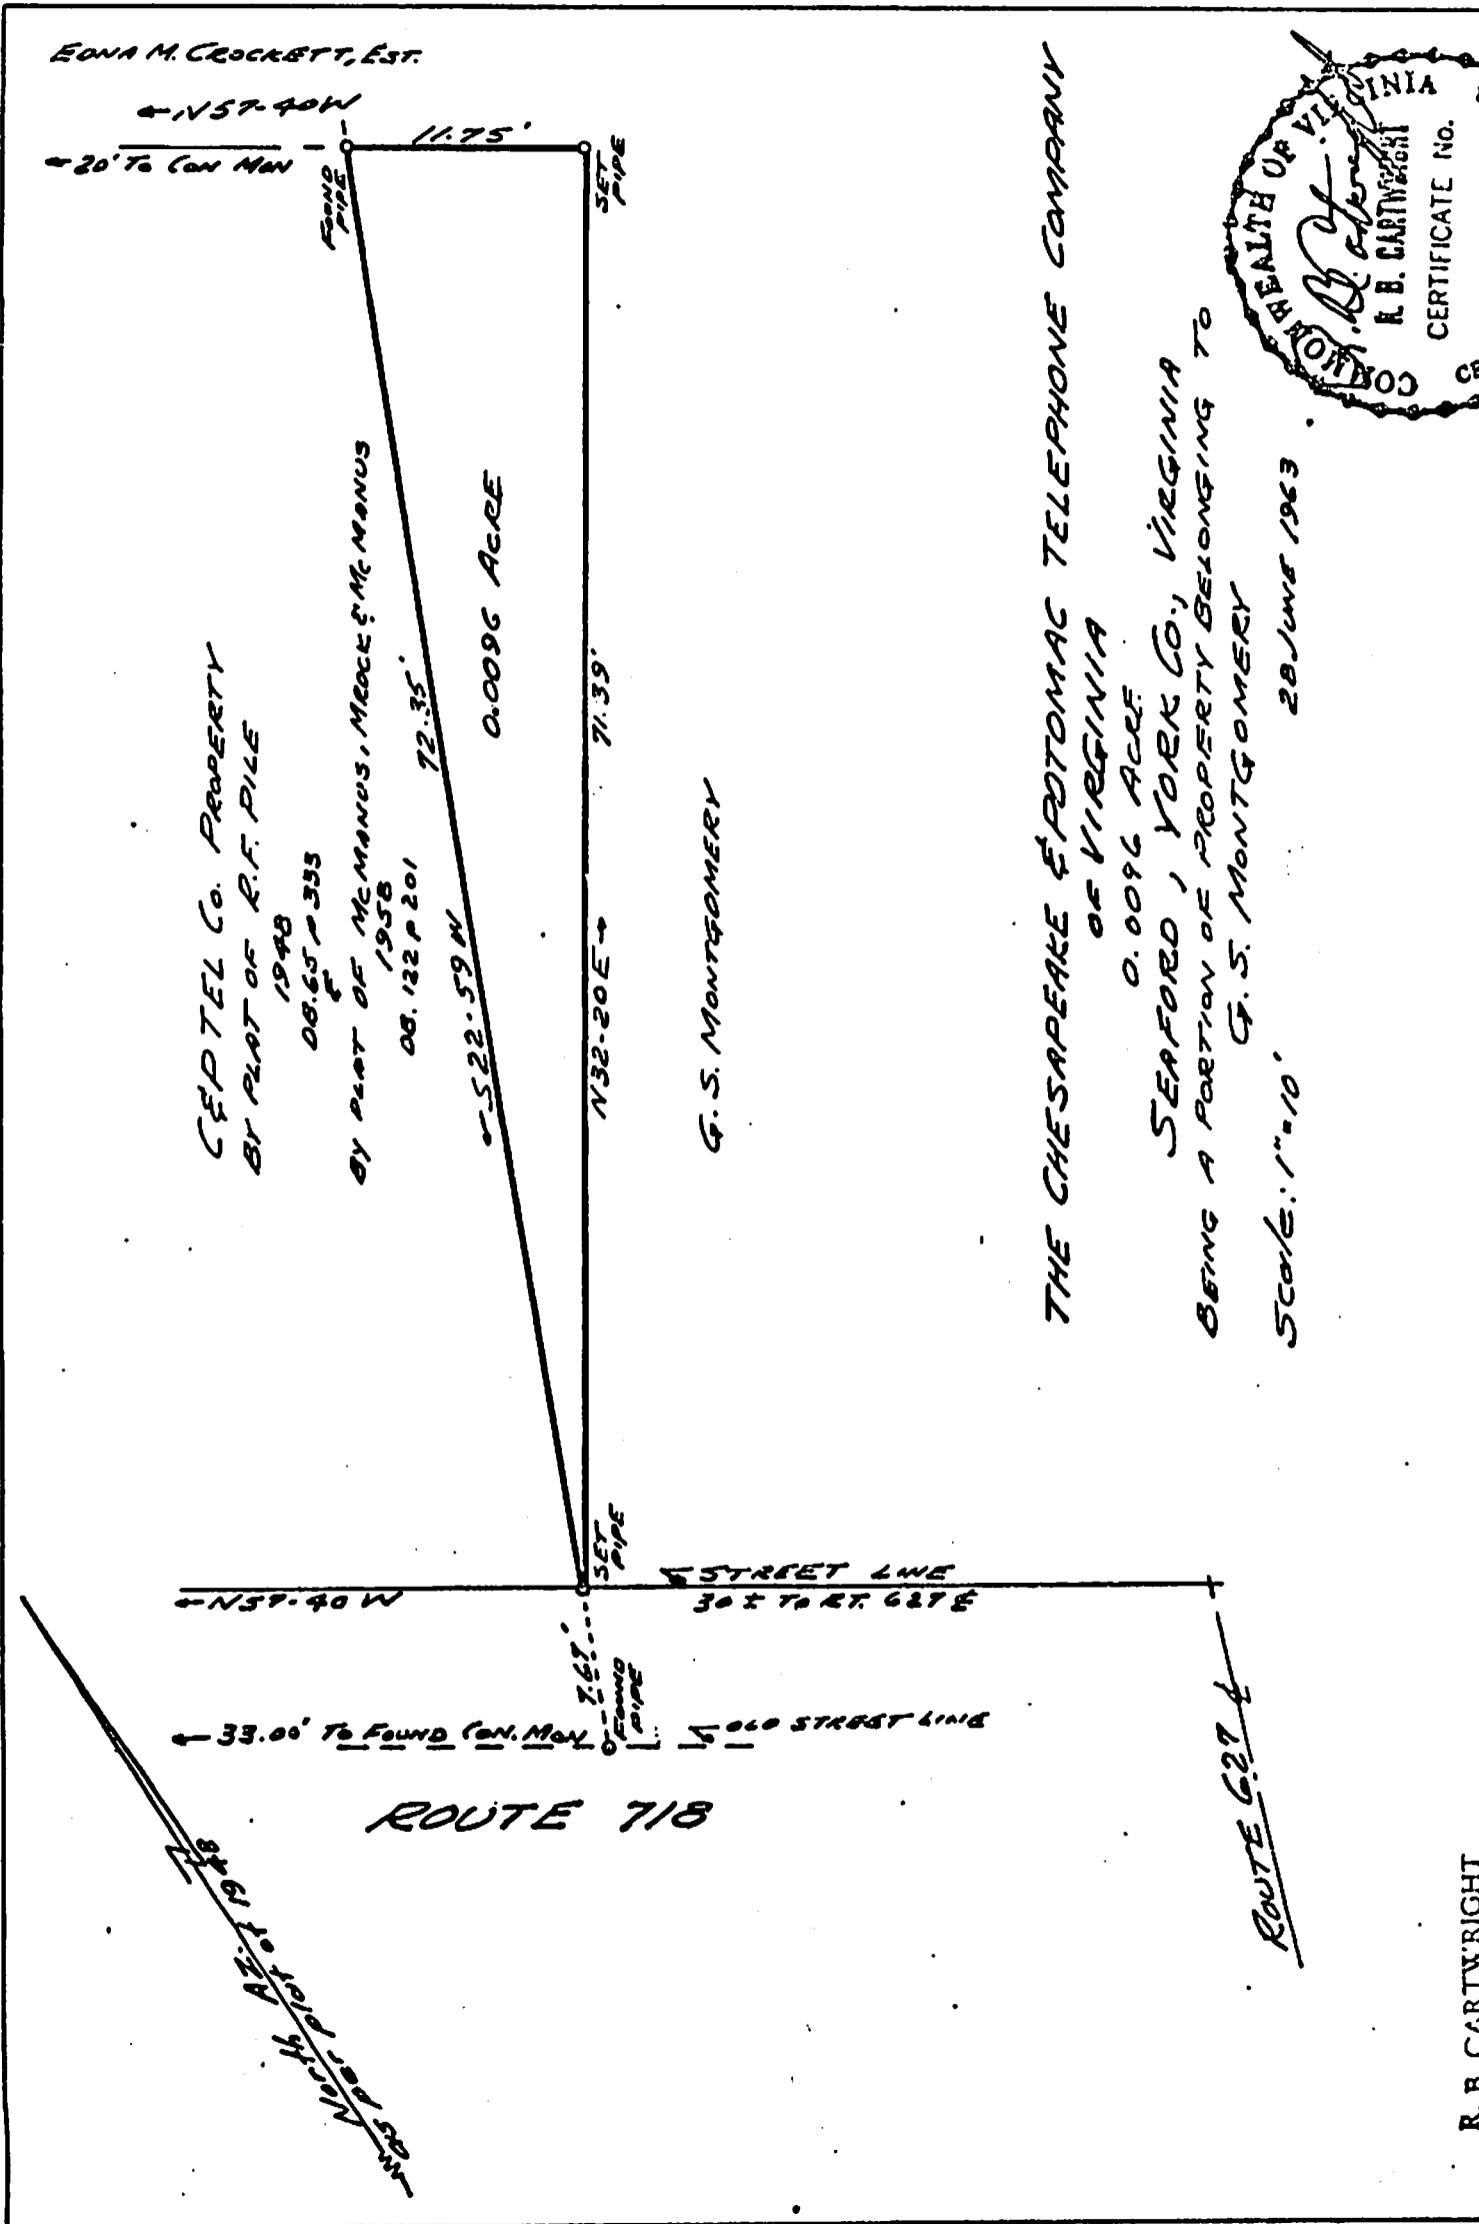 EDNA M. CROCKETT, EST.
N57-40W
20' TO CON MON
11.75'
FOUND
PIPE
SET
PIPE
C&P TEL CO. PROPERTY
BY PLAT OF R.F. PILE
1948
DB.65 P 333
&
BY PLAT OF McMANUS, MROCK & McMANUS
1958
DB. 122 P 201
72.35'
S22-59W
0.0096 ACRE
71.39'
N32-20E
G.S. MONTGOMERY
SET
PIPE
N57-40W
STREET LINE
30 ± TO RT. 627 ℄
7.67'
FOUND
PIPE
33.00' TO FOUND CON. MON
OLD STREET LINE
ROUTE 718
ROUTE 627 ℄
North AZ.
as per plat of 1948
THE CHESAPEAKE & POTOMAC TELEPHONE COMPANY
OF VIRGINIA
0.0096 ACRE
SEAFORD, YORK CO., VIRGINIA
BEING A PORTION OF PROPERTY BELONGING TO
G.S. MONTGOMERY
Scale: 1"=10'
28 JUNE 1963
COMMONWEALTH OF VIRGINIA
R. B. CARTWRIGHT
CERTIFICATE No.
R. B. CARTWRIGHT